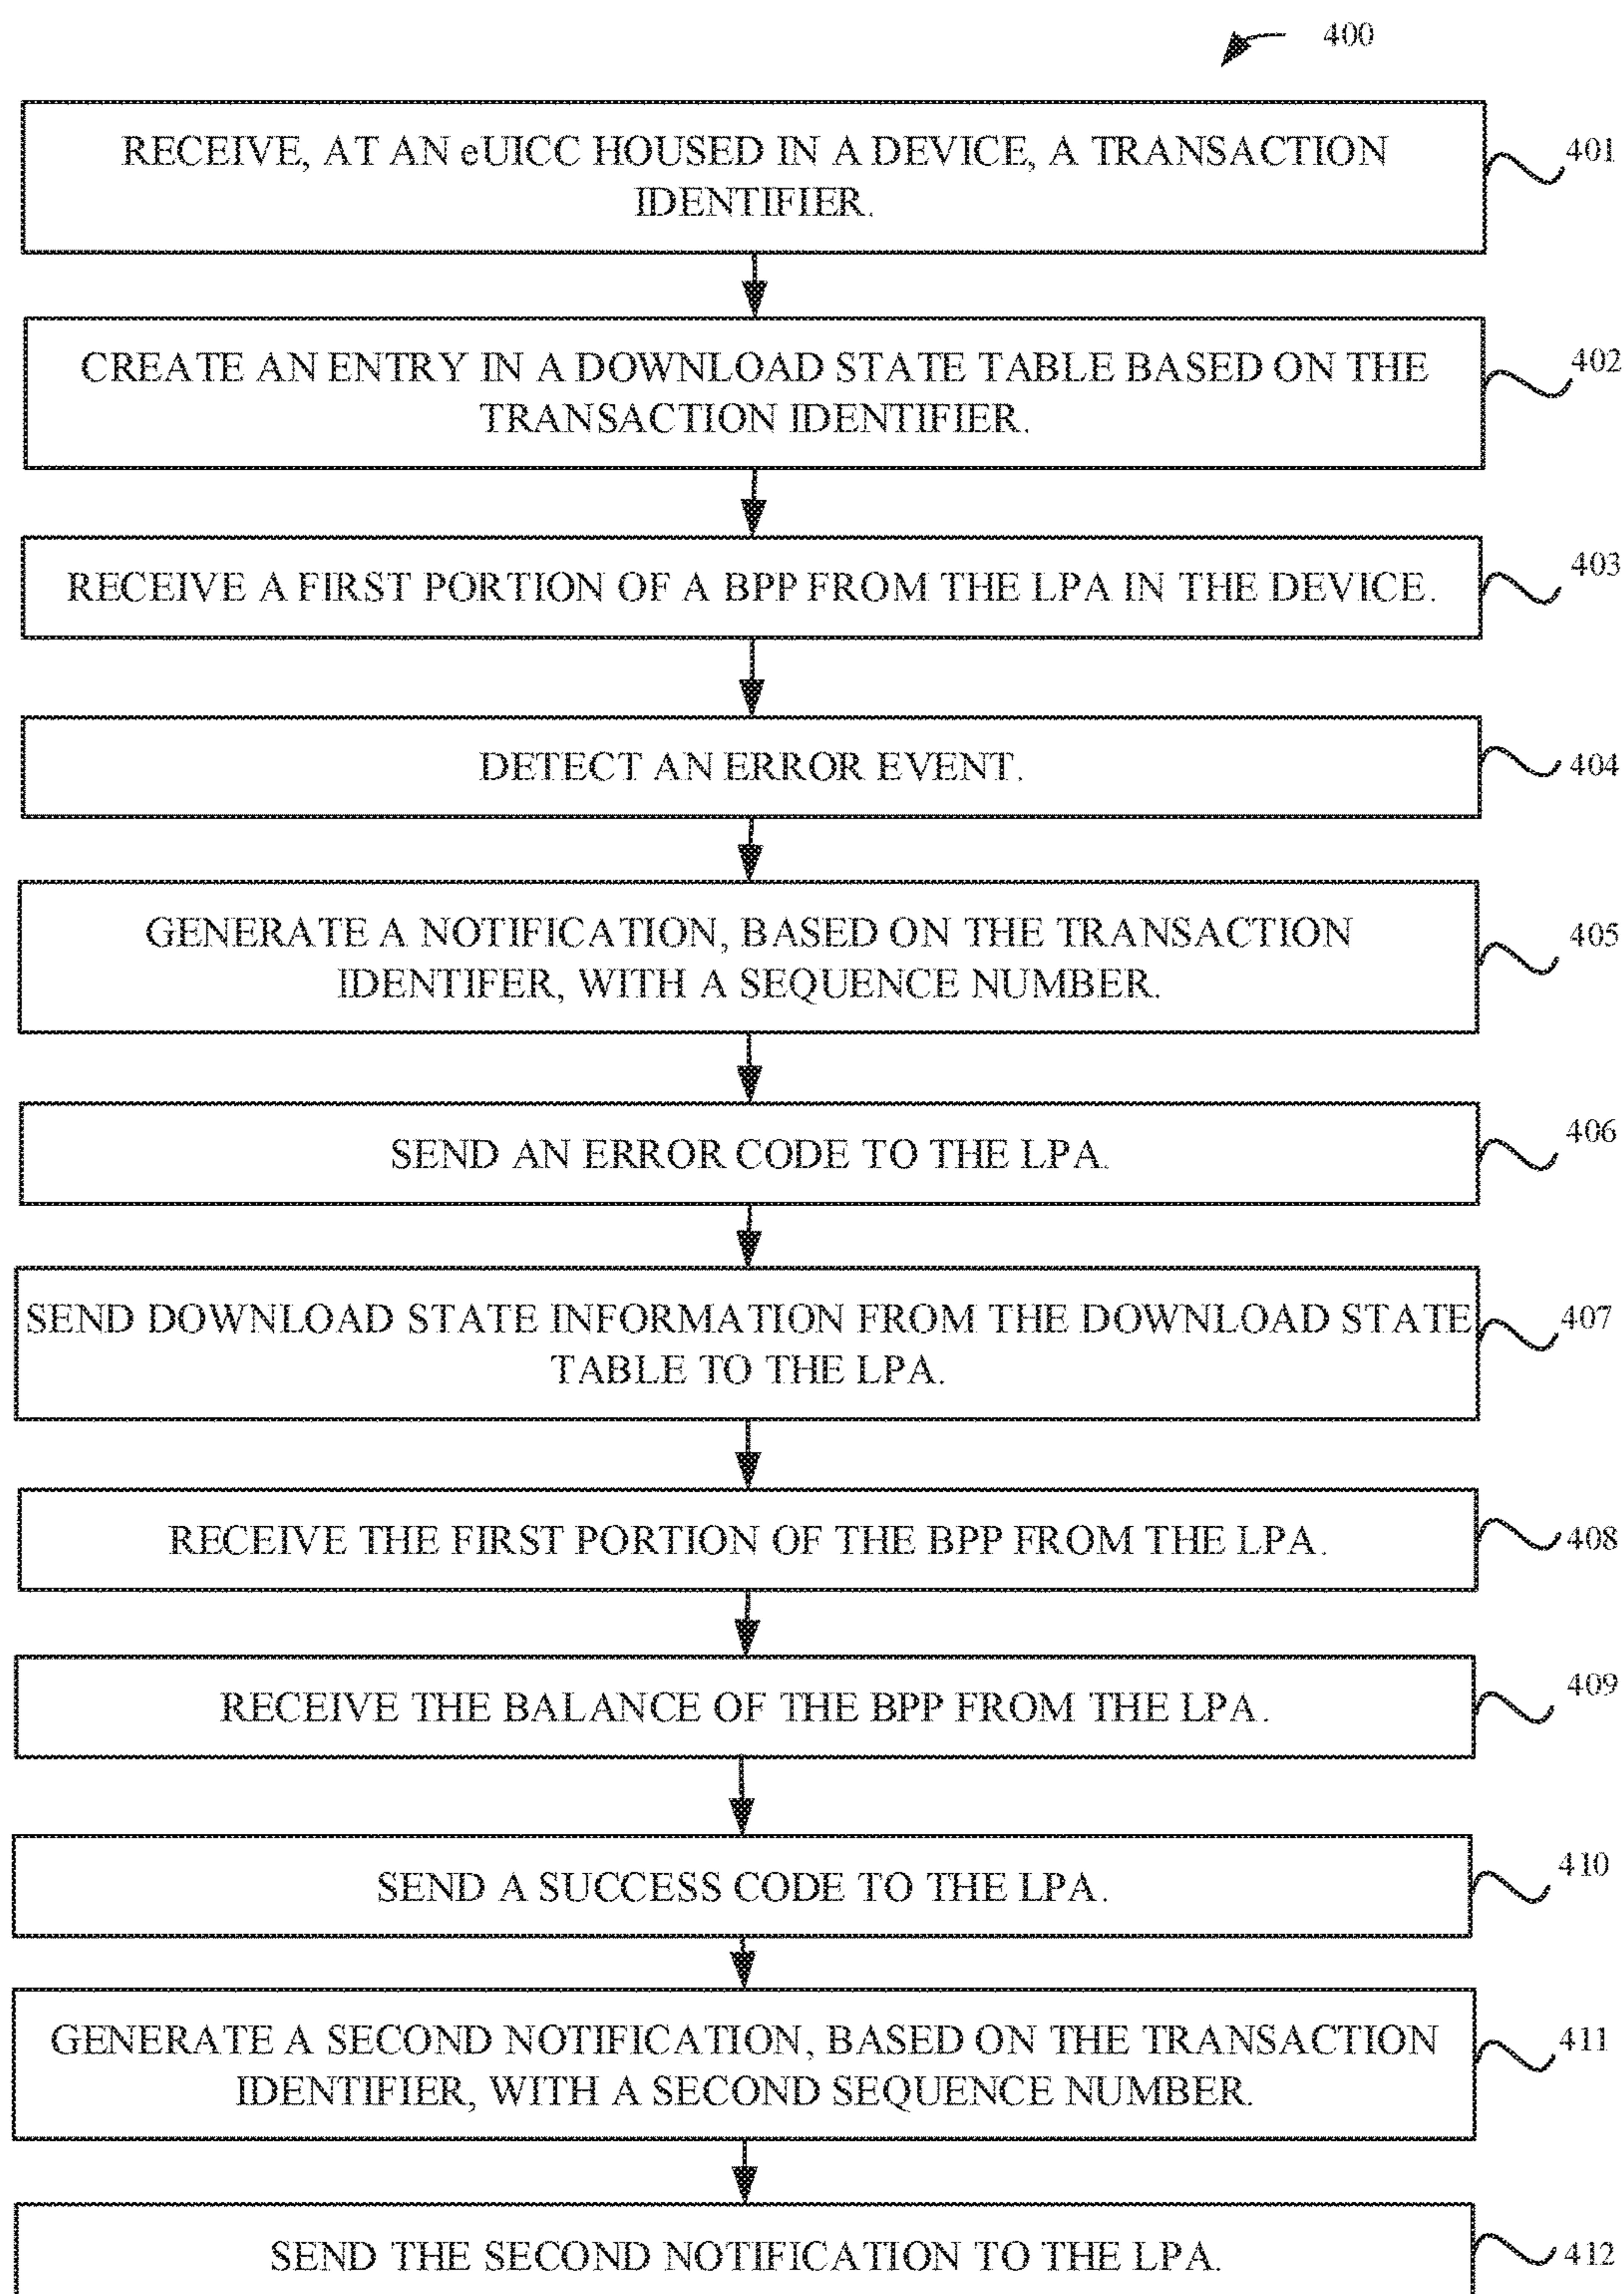 400
RECEIVE, AT AN eUICC HOUSED IN A DEVICE, A TRANSACTION
IDENTIFIER.
401
CREATE AN ENTRY IN A DOWNLOAD STATE TABLE BASED ON THE
TRANSACTION IDENTIFIER.
402
RECEIVE A FIRST PORTION OF A BPP FROM THE LPA IN THE DEVICE.
403
DETECT AN ERROR EVENT.
404
GENERATE A NOTIFICATION, BASED ON THE TRANSACTION
IDENTIFER, WITH A SEQUENCE NUMBER.
405
SEND AN ERROR CODE TO THE LPA.
406
SEND DOWNLOAD STATE INFORMATION FROM THE DOWNLOAD STATE
TABLE TO THE LPA.
407
RECEIVE THE FIRST PORTION OF THE BPP FROM THE LPA.
408
RECEIVE THE BALANCE OF THE BPP FROM THE LPA.
409
SEND A SUCCESS CODE TO THE LPA.
410
GENERATE A SECOND NOTIFICATION, BASED ON THE TRANSACTION
IDENTIFIER, WITH A SECOND SEQUENCE NUMBER.
411
SEND THE SECOND NOTIFICATION TO THE LPA.
412